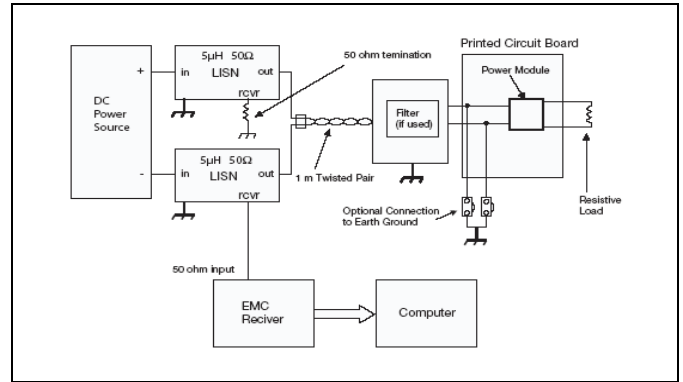 Printed Circuit Board
5µH 50Ω
50 ohm temination
Power Module
+
in
out
LISN
rcvr
DC
Power
Source
Filter
(if used)
5µH 50Ω
-
in
out
LISN
rcvr
1 m Twisted Pair
Optional Connection
to Earth Ground
Resistive
Load
50 ohm input
EMC
Reciver
Computer